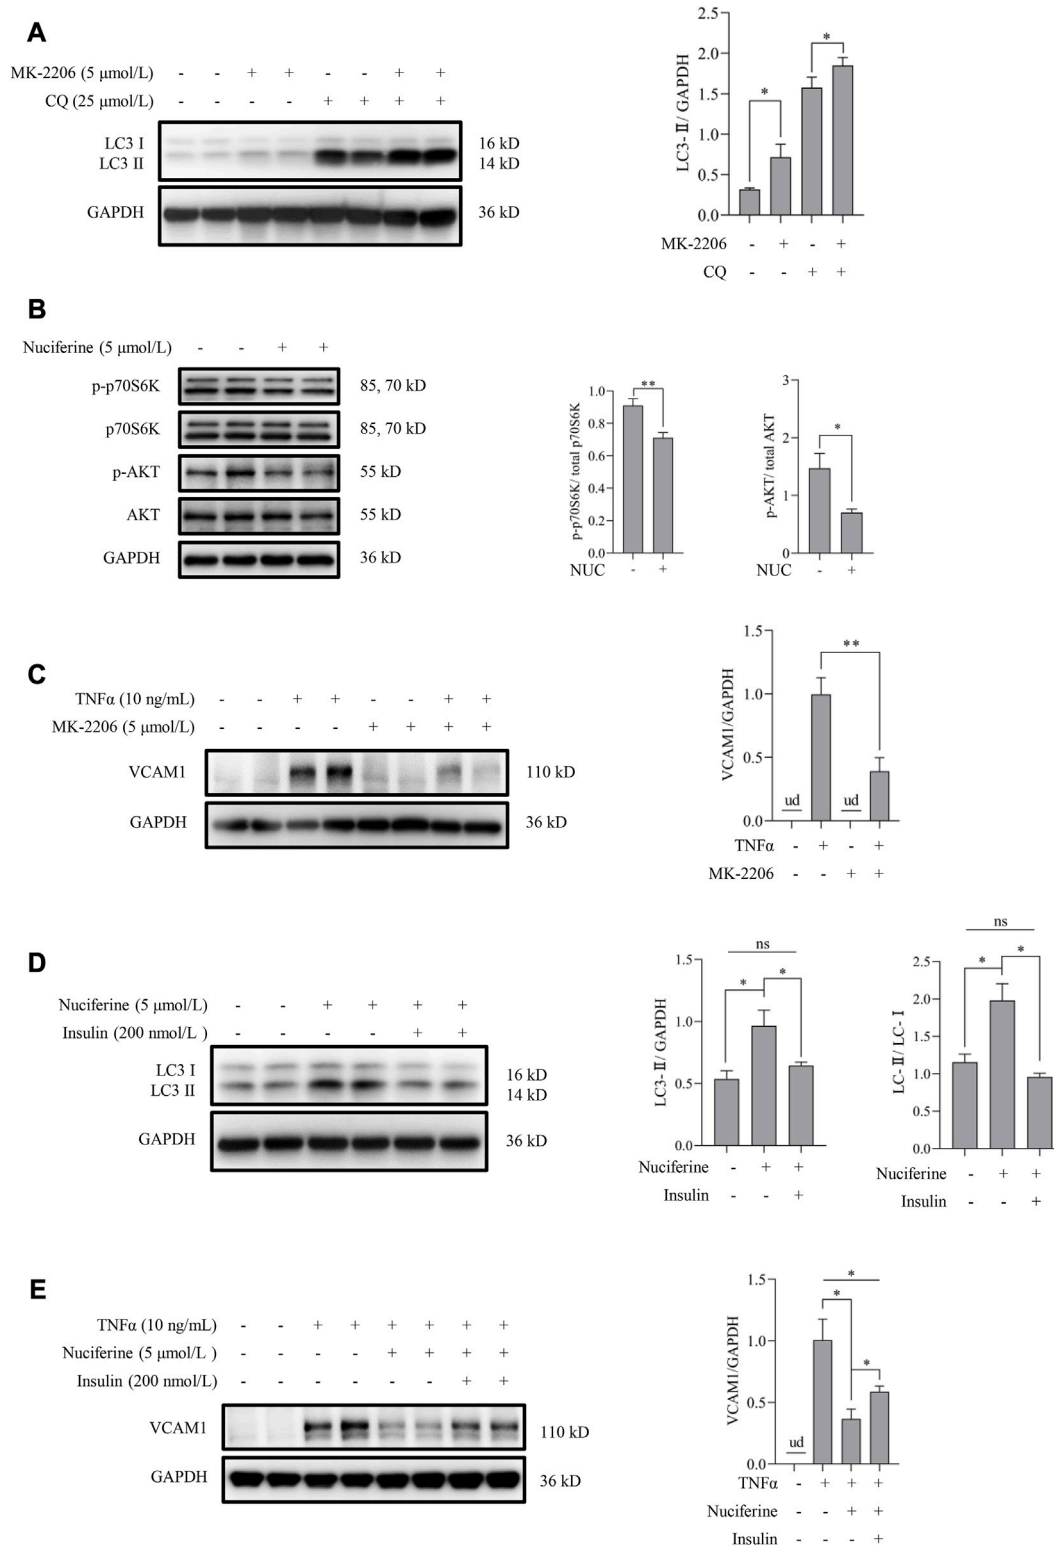 A
MK-2206 (5 μmol/L) - - + + - - + +
CQ (25 μmol/L) - - - - + + + +
LC3 I 16 kD
LC3 II 14 kD
GAPDH 36 kD
LC3-II/ GAPDH
2.5
2.0
1.5
1.0
0.5
0.0
*
*
MK-2206 - + - +
CQ - - + +
B
Nuciferine (5 μmol/L) - - + +
p-p70S6K 85, 70 kD
p70S6K 85, 70 kD
p-AKT 55 kD
AKT 55 kD
GAPDH 36 kD
p-p70S6K/ total p70S6K
1.0
0.8
0.6
0.4
0.2
0.0
**
NUC - +
p-AKT/ total AKT
3
2
1
0
*
NUC - +
C
TNFα (10 ng/mL) - - + + - - + +
MK-2206 (5 μmol/L) - - - - + + + +
VCAM1 110 kD
GAPDH 36 kD
VCAM1/GAPDH
1.5
1.0
0.5
0.0
**
ud ud
TNFα - + - +
MK-2206 - - + +
D
Nuciferine (5 μmol/L) - - + + + +
Insulin (200 nmol/L ) - - - - + +
LC3 I 16 kD
LC3 II 14 kD
GAPDH 36 kD
LC3-II/ GAPDH
1.5
1.0
0.5
0.0
ns
* *
Nuciferine - + +
Insulin - - +
LC-II/ LC-I
2.5
2.0
1.5
1.0
0.5
0.0
ns
* *
Nuciferine - + +
Insulin - - +
E
TNFα (10 ng/mL) - - + + + + + +
Nuciferine (5 μmol/L ) - - - - + + + +
Insulin (200 nmol/L) - - - - - - + +
VCAM1 110 kD
GAPDH 36 kD
VCAM1/GAPDH
1.5
1.0
0.5
0.0
*
*
*
ud
TNFα - + + +
Nuciferine - - + +
Insulin - - - +